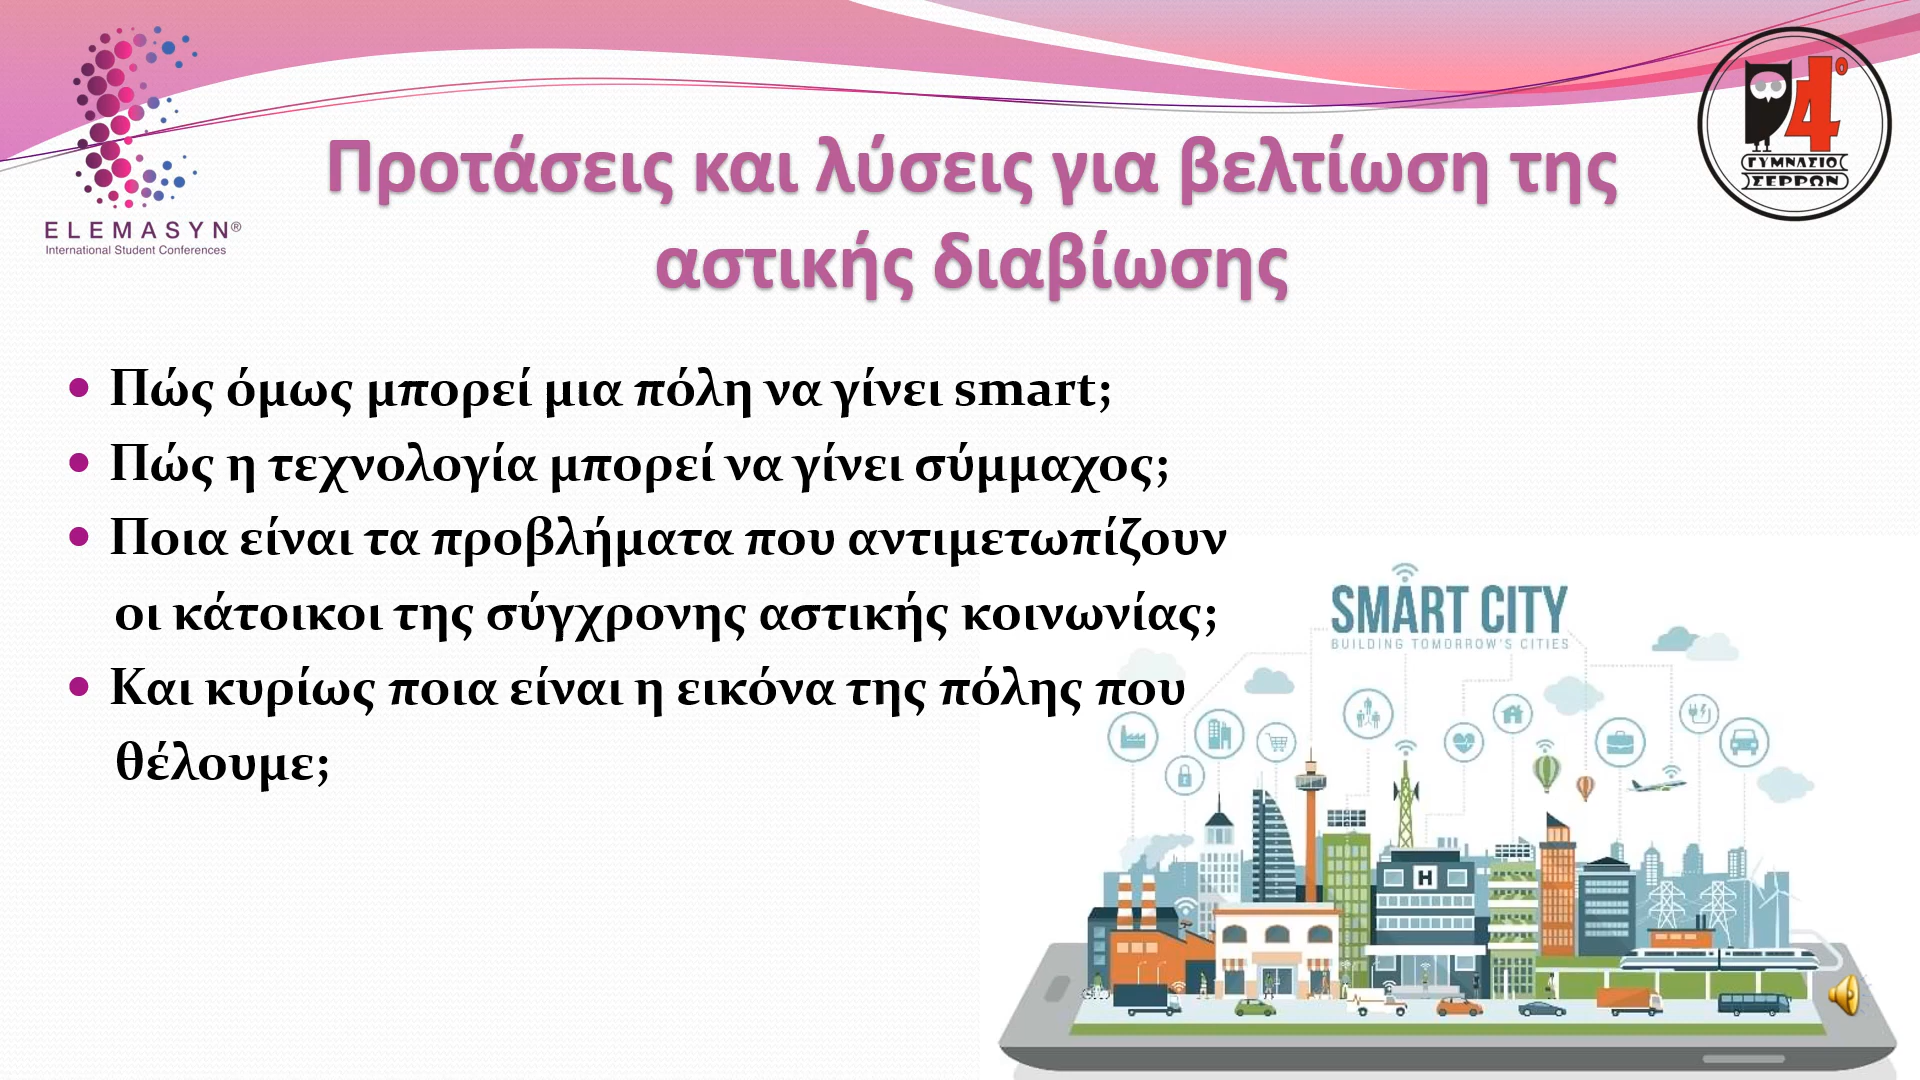 ELEMASYN®
International Student Conferences
4ο
ΓΥΜΝΑΣΙΟ
ΣΕΡΡΩΝ
Προτάσεις και λύσεις για βελτίωση της
αστικής διαβίωσης
• Πώς όμως μπορεί μια πόλη να γίνει smart;
• Πώς η τεχνολογία μπορεί να γίνει σύμμαχος;
• Ποια είναι τα προβλήματα που αντιμετωπίζουν
οι κάτοικοι της σύγχρονης αστικής κοινωνίας;
• Και κυρίως ποια είναι η εικόνα της πόλης που
θέλουμε;
SMART CITY
BUILDING TOMORROW'S CITIES
H